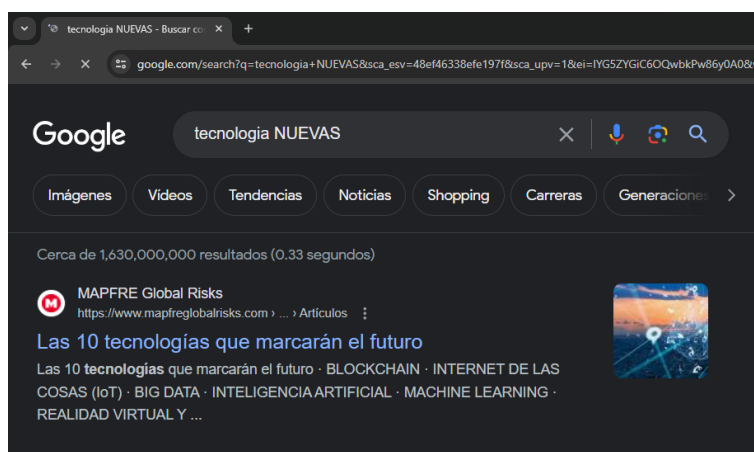 tecnologia NUEVAS - Buscar co
google.com/search?q=tecnologia+NUEVAS&sca_esv=48ef46338efe197f&sca_upv=1&ei=IYG5ZYGiC6OQwbkPw86y0A0&
Google
tecnologia NUEVAS
Imágenes Vídeos Tendencias Noticias Shopping Carreras Generaciones
Cerca de 1,630,000,000 resultados (0.33 segundos)
MAPFRE Global Risks
https://www.mapfreglobalrisks.com › ... › Artículos
Las 10 tecnologías que marcarán el futuro
Las 10 tecnologías que marcarán el futuro · BLOCKCHAIN · INTERNET DE LAS
COSAS (IoT) · BIG DATA · INTELIGENCIA ARTIFICIAL · MACHINE LEARNING ·
REALIDAD VIRTUAL Y ...